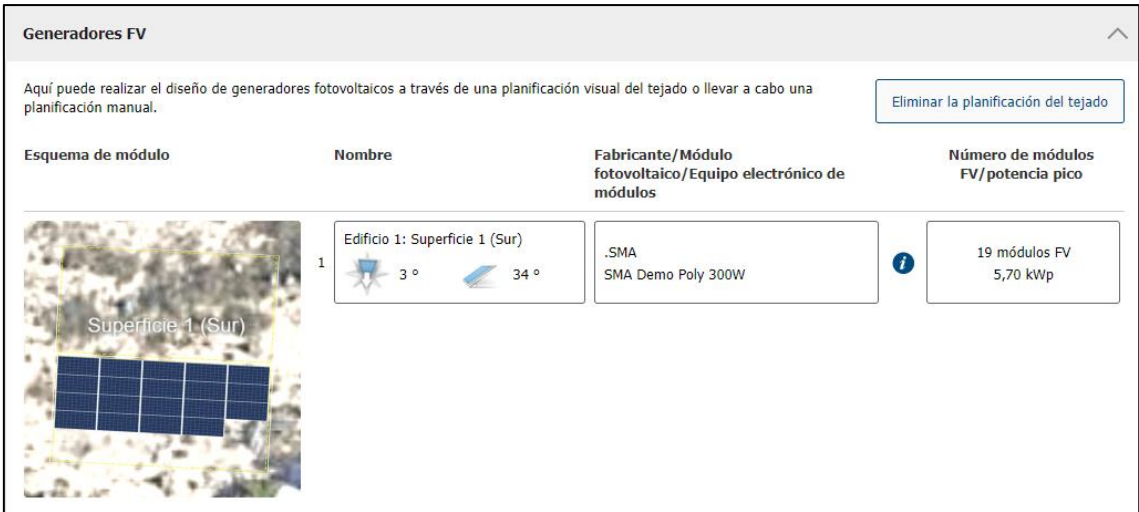 Generadores FV
Aquí puede realizar el diseño de generadores fotovoltaicos a través de una planificación visual del tejado o llevar a cabo una
planificación manual.
Eliminar la planificación del tejado
Esquema de módulo
Nombre
Fabricante/Módulo
fotovoltaico/Equipo electrónico de
módulos
Número de módulos
FV/potencia pico
Superficie 1 (Sur)
1
Edificio 1: Superficie 1 (Sur)
3 °
34 °
.SMA
SMA Demo Poly 300W
i
19 módulos FV
5,70 kWp